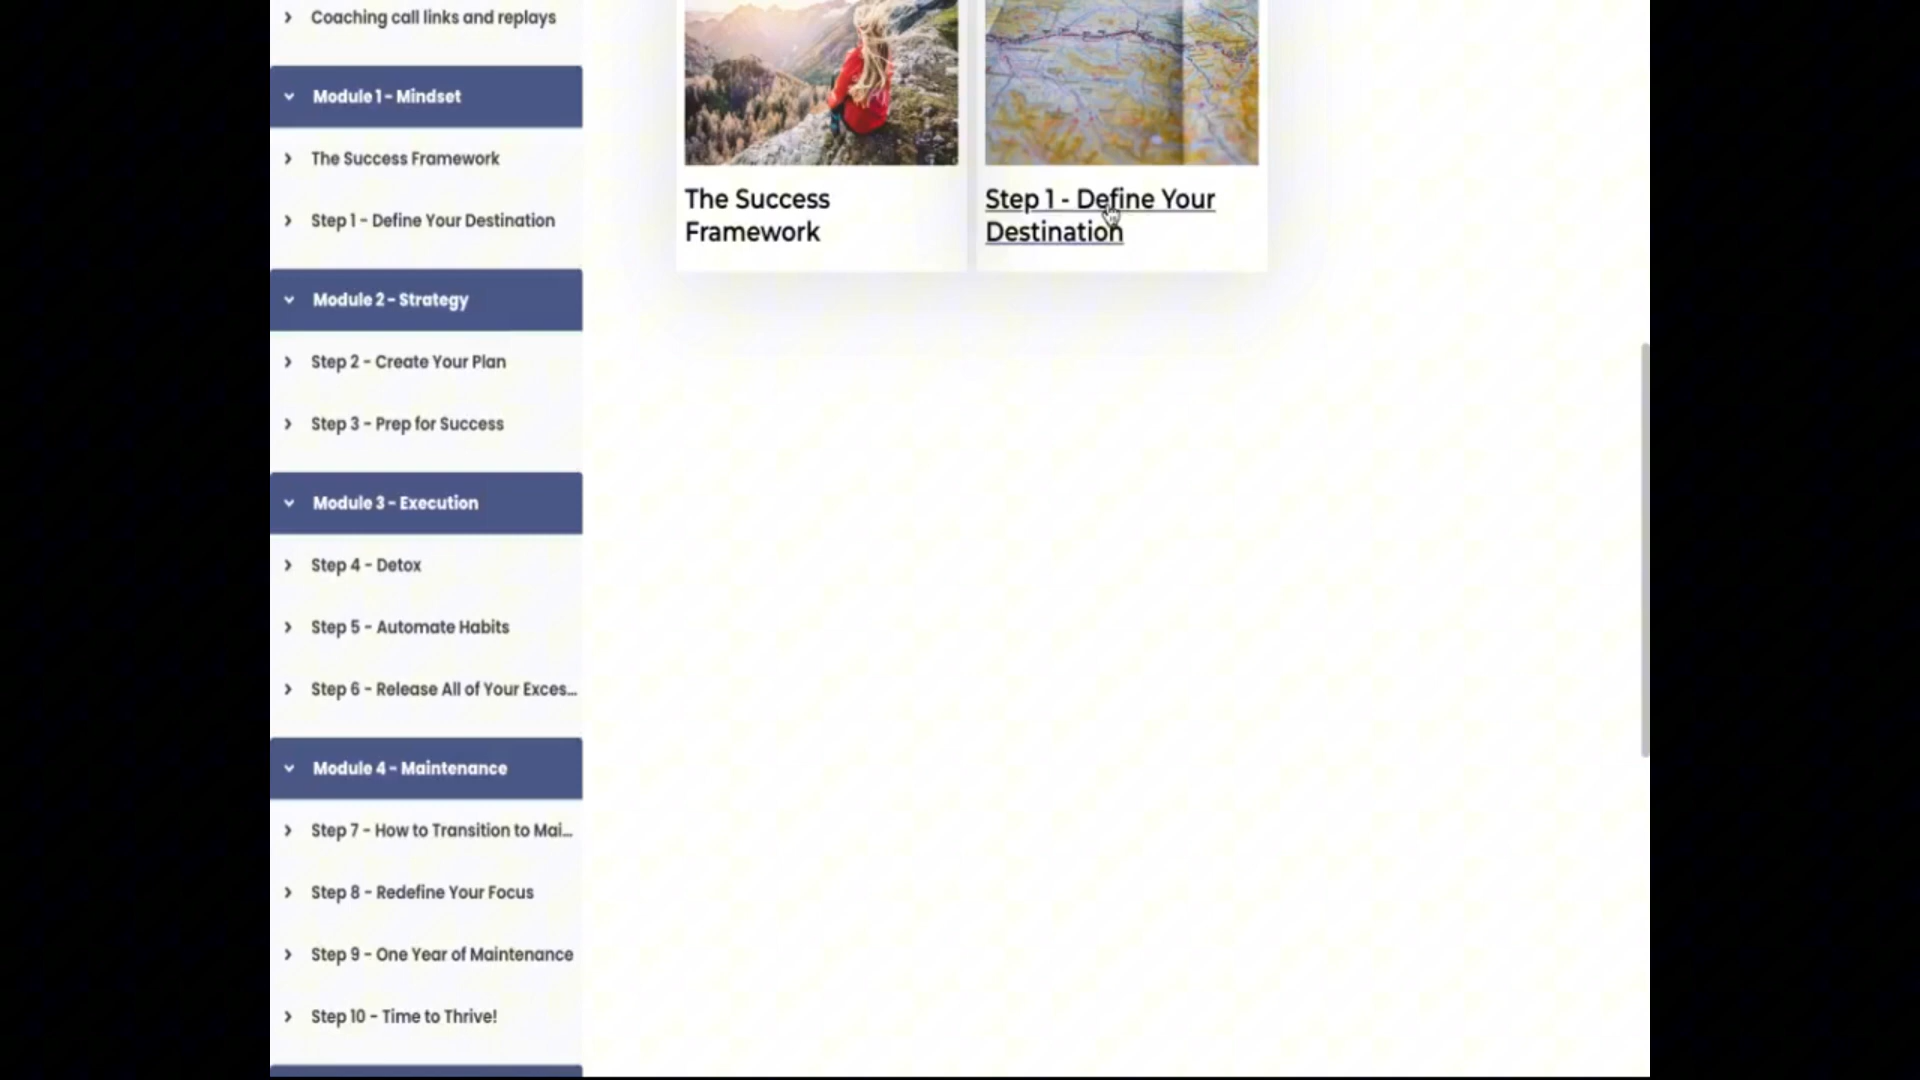 Coaching call links and replays
Module 1 - Mindset
The Success Framework
Step 1 - Define Your Destination
Module 2 - Strategy
Step 2 - Create Your Plan
Step 3 - Prep for Success
Module 3 - Execution
Step 4 - Detox
Step 5 - Automate Habits
Step 6 - Release All of Your Exces...
Module 4 - Maintenance
Step 7 - How to Transition to Mai...
Step 8 - Redefine Your Focus
Step 9 - One Year of Maintenance
Step 10 - Time to Thrive!
The Success
Framework
Step 1 - Define Your
Destination